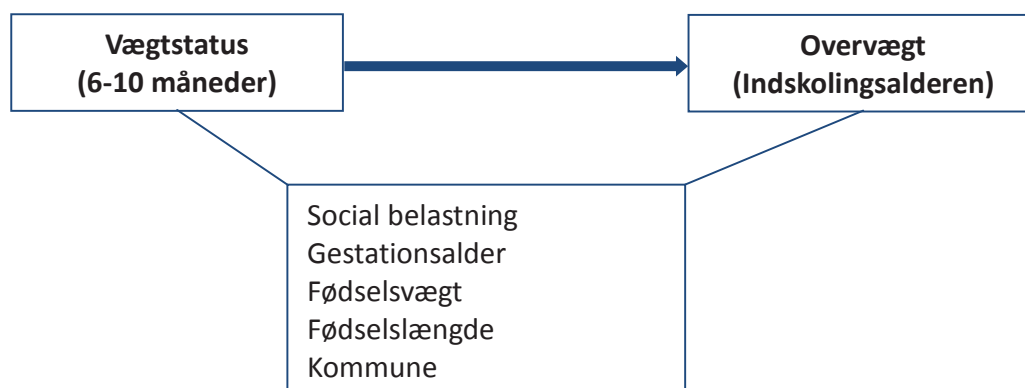 Vægtstatus
(6-10 måneder)
Overvægt
(Indskolingsalderen)
Social belastning
Gestationsalder
Fødselsvægt
Fødselslængde
Kommune